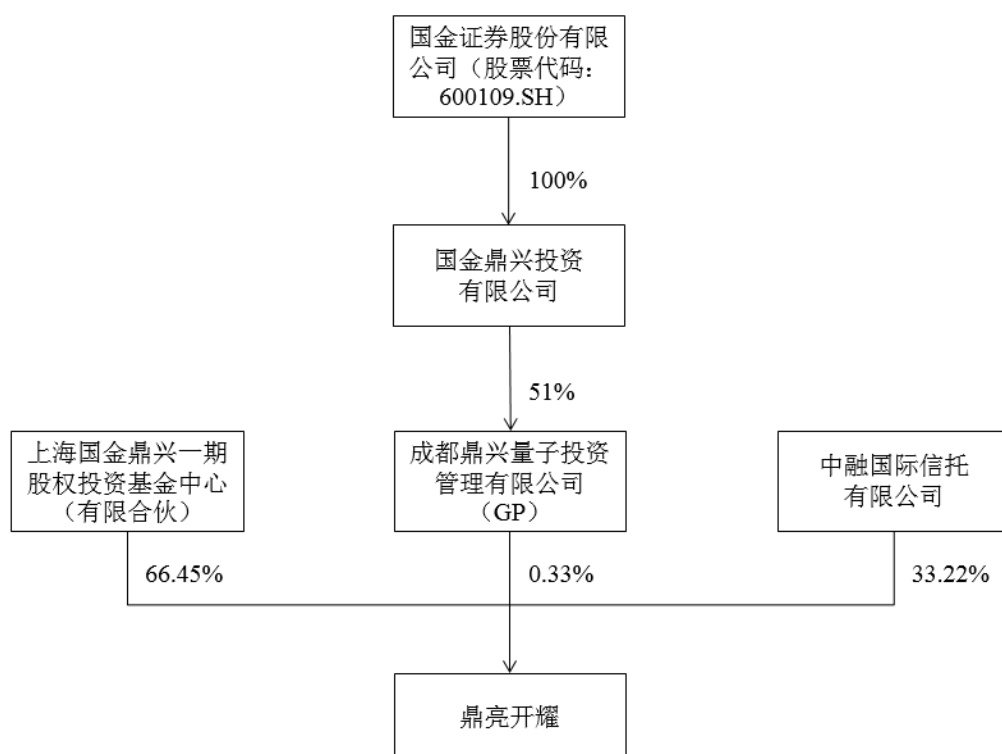 国金证券股份有限
公司（股票代码：
600109.SH）
100%
国金鼎兴投资
有限公司
51%
上海国金鼎兴一期
股权投资基金中心
（有限合伙）
成都鼎兴量子投资
管理有限公司
（GP）
中融国际信托
有限公司
66.45%
0.33%
33.22%
鼎亮开耀